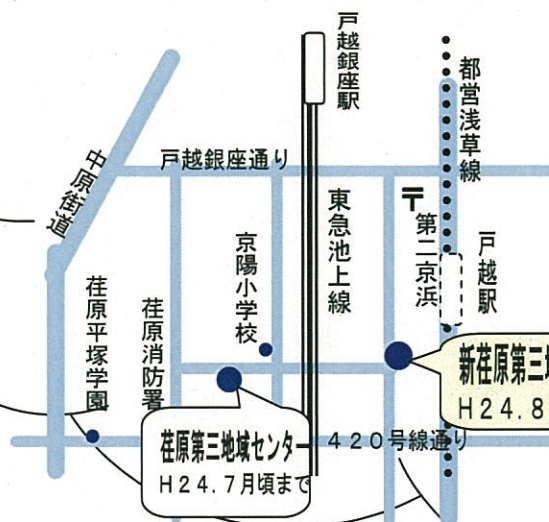 戸越銀座駅
都営浅草線
中原街道
戸越銀座通り
〒
第二京浜
東急池上線
戸越駅
京陽小学校
荏原平塚学園
荏原消防署
新荏原第三地
H24.8
荏原第三地域センター
H24.7月頃まで
420号線通り